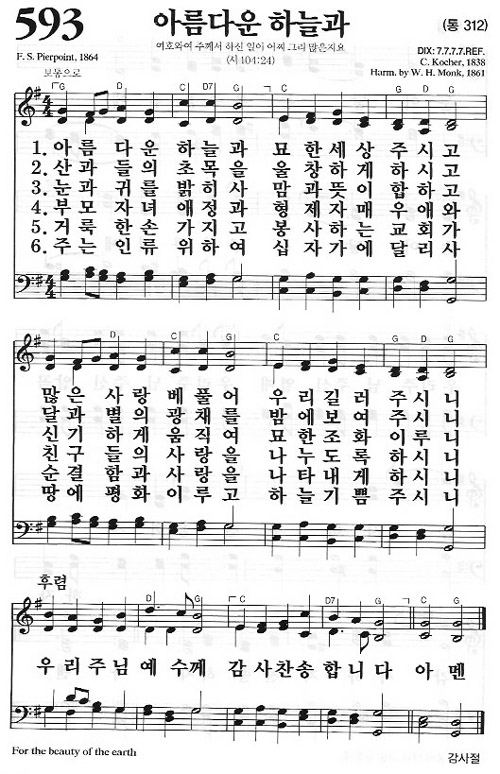 593
아름다운 하늘과
(통 312)
여호와여 주께서 하신 일이 어찌 그리 많은지요
(시 104:24)
F. S. Pierpoint, 1864
보통으로
DIX: 7.7.7.7.REF.
C. Kocher, 1838
Harm. by W. H. Monk, 1861
G D C D7 G C G D G
1. 아름 다운 하늘과 묘한세상 주시고
2. 산과 들의 초목을 울창하게 하시고
3. 눈과 귀를 밝히사 맘과뜻이 합하고
4. 부모 자녀 애정과 형제자매 우애와
5. 거룩 한손 가지고 봉사하는 교회가
6. 주는 인류 위하여 십자가에 달리사
G D C G C G D G
많은 사랑 베풀어 우리길러 주시니
달과 별의 광채를 밤에여여 주시니
신기 하게 움직여 묘한보조화 이루니
친구 들의 사랑을 나누도록 하시니
순결 함과 사랑을 나타내게 하시니
땅에 평화 이루고 하늘기쁨 주시니
후렴
G D G C D7 G C G
우리주님예수께 감사찬송합니다 아멘
For the beauty of the earth
감사절